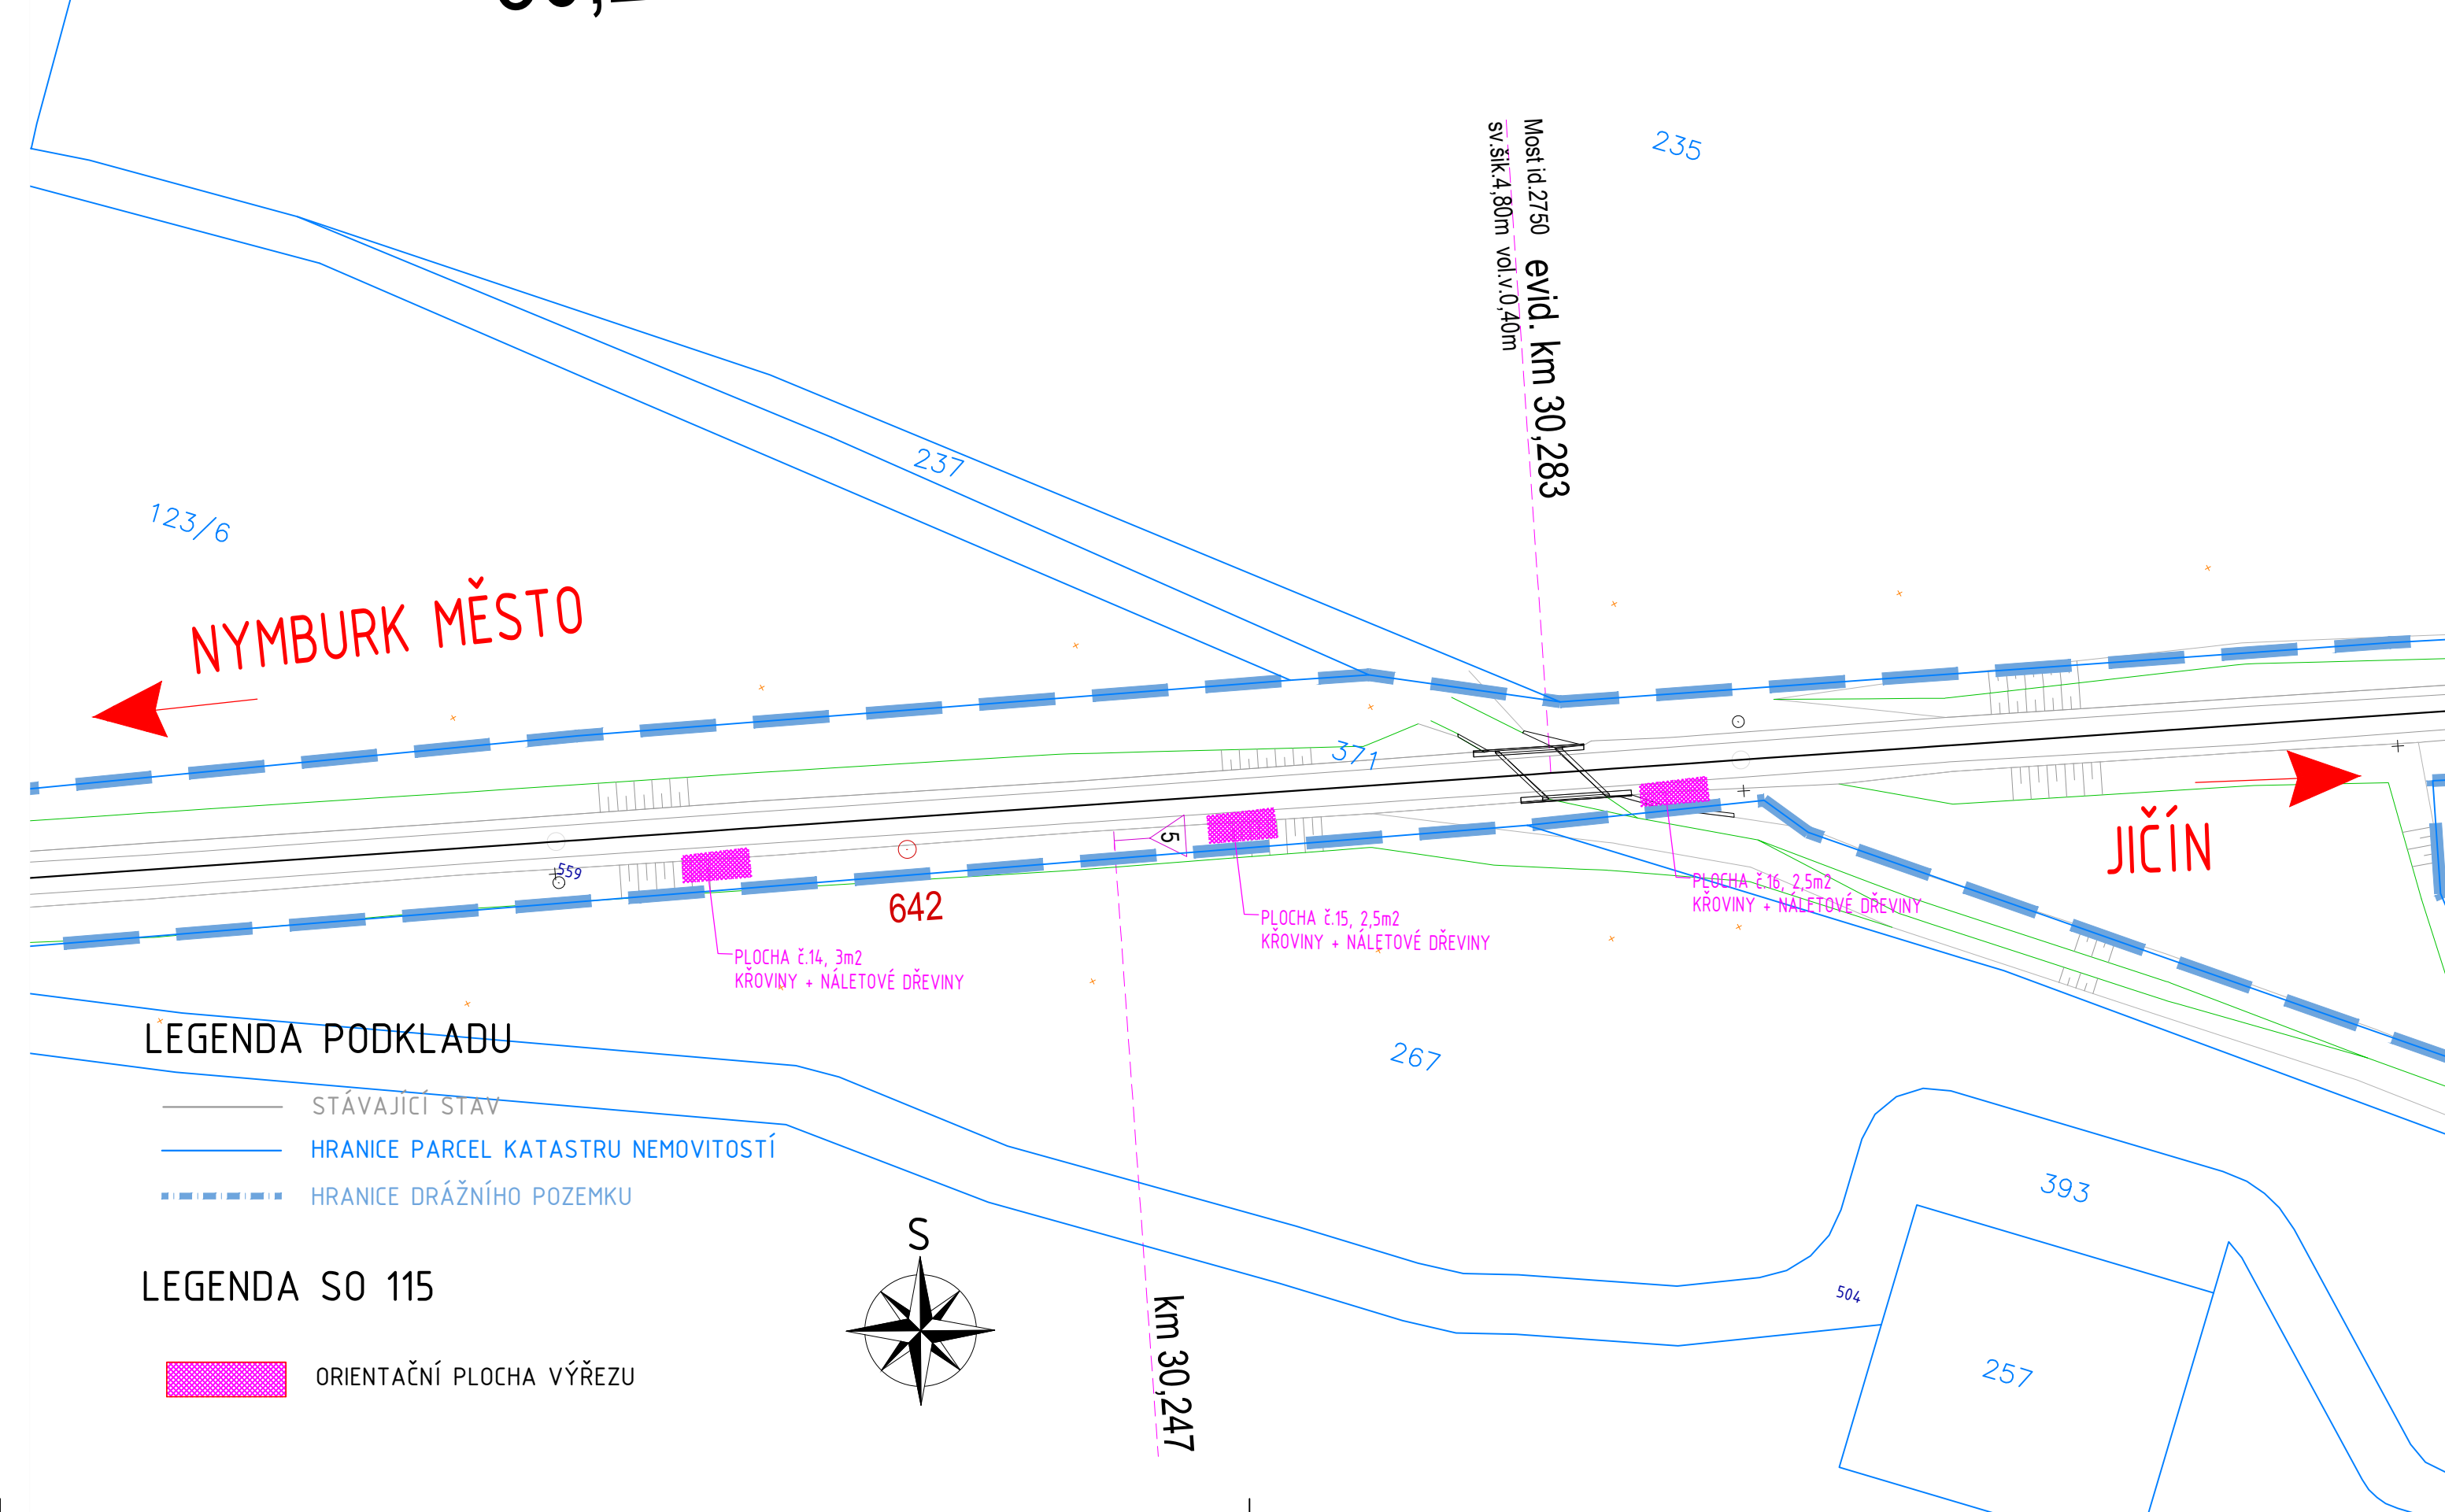 235
Most id.2750 evid. km 30,283
sv.šik.4,80m vol.v.0,40m
237
123/6
NYMBURK MĚSTO
371
5
559
642
JIČÍN
PLOCHA č.16, 2,5m2
KŘOVINY + NÁLETOVÉ DŘEVINY
PLOCHA č.15, 2,5m2
KŘOVINY + NÁLETOVÉ DŘEVINY
PLOCHA č.14, 3m2
KŘOVINY + NÁLETOVÉ DŘEVINY
LEGENDA PODKLADU
STÁVAJÍCÍ STAV
HRANICE PARCEL KATASTRU NEMOVITOSTÍ
HRANICE DRÁŽNÍHO POZEMKU
267
393
504
257
S
km 30,247
LEGENDA SO 115
ORIENTAČNÍ PLOCHA VÝŘEZU